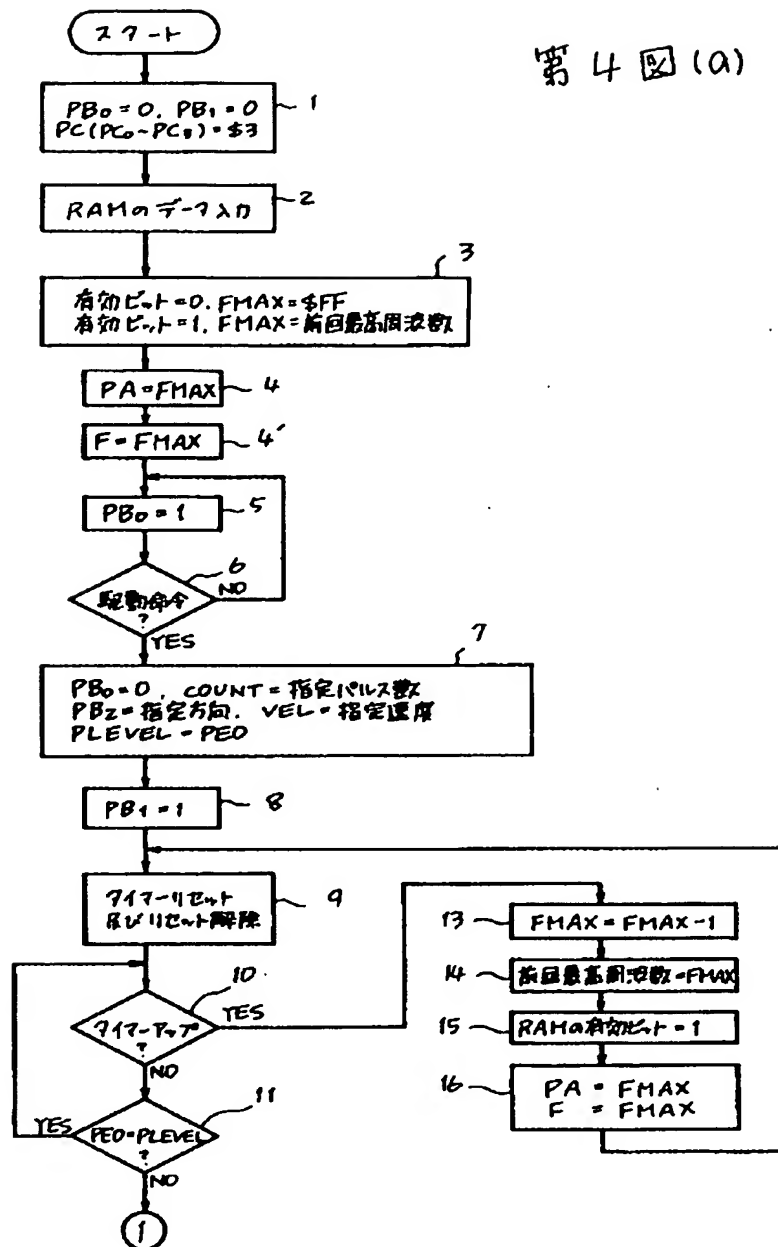 第4図(a)
スタート
PB0=0. PB1=0
PC(PC0~PC3)=$3
1
RAMのデータ入力
2
3
有効ビット=0. FMAX=$FF
有効ビット=1. FMAX=前回最高周波数
PA=FMAX
4
F=FMAX
4'
PB0=1
5
6
駆動命令
?
NO
YES
7
PB0=0, COUNT=指定パルス数
PB2=指定方向, VEL=指定速度
PLEVEL=PE0
PB1=1
8
タイマーリセット
及びリセット解除
9
10
タイマーアップ
?
YES
NO
11
PE0=PLEVEL
?
YES
NO
1
13
FMAX=FMAX-1
14
前回最高周波数=FMAX
15
RAMの有効ビット=1
16
PA=FMAX
F=FMAX